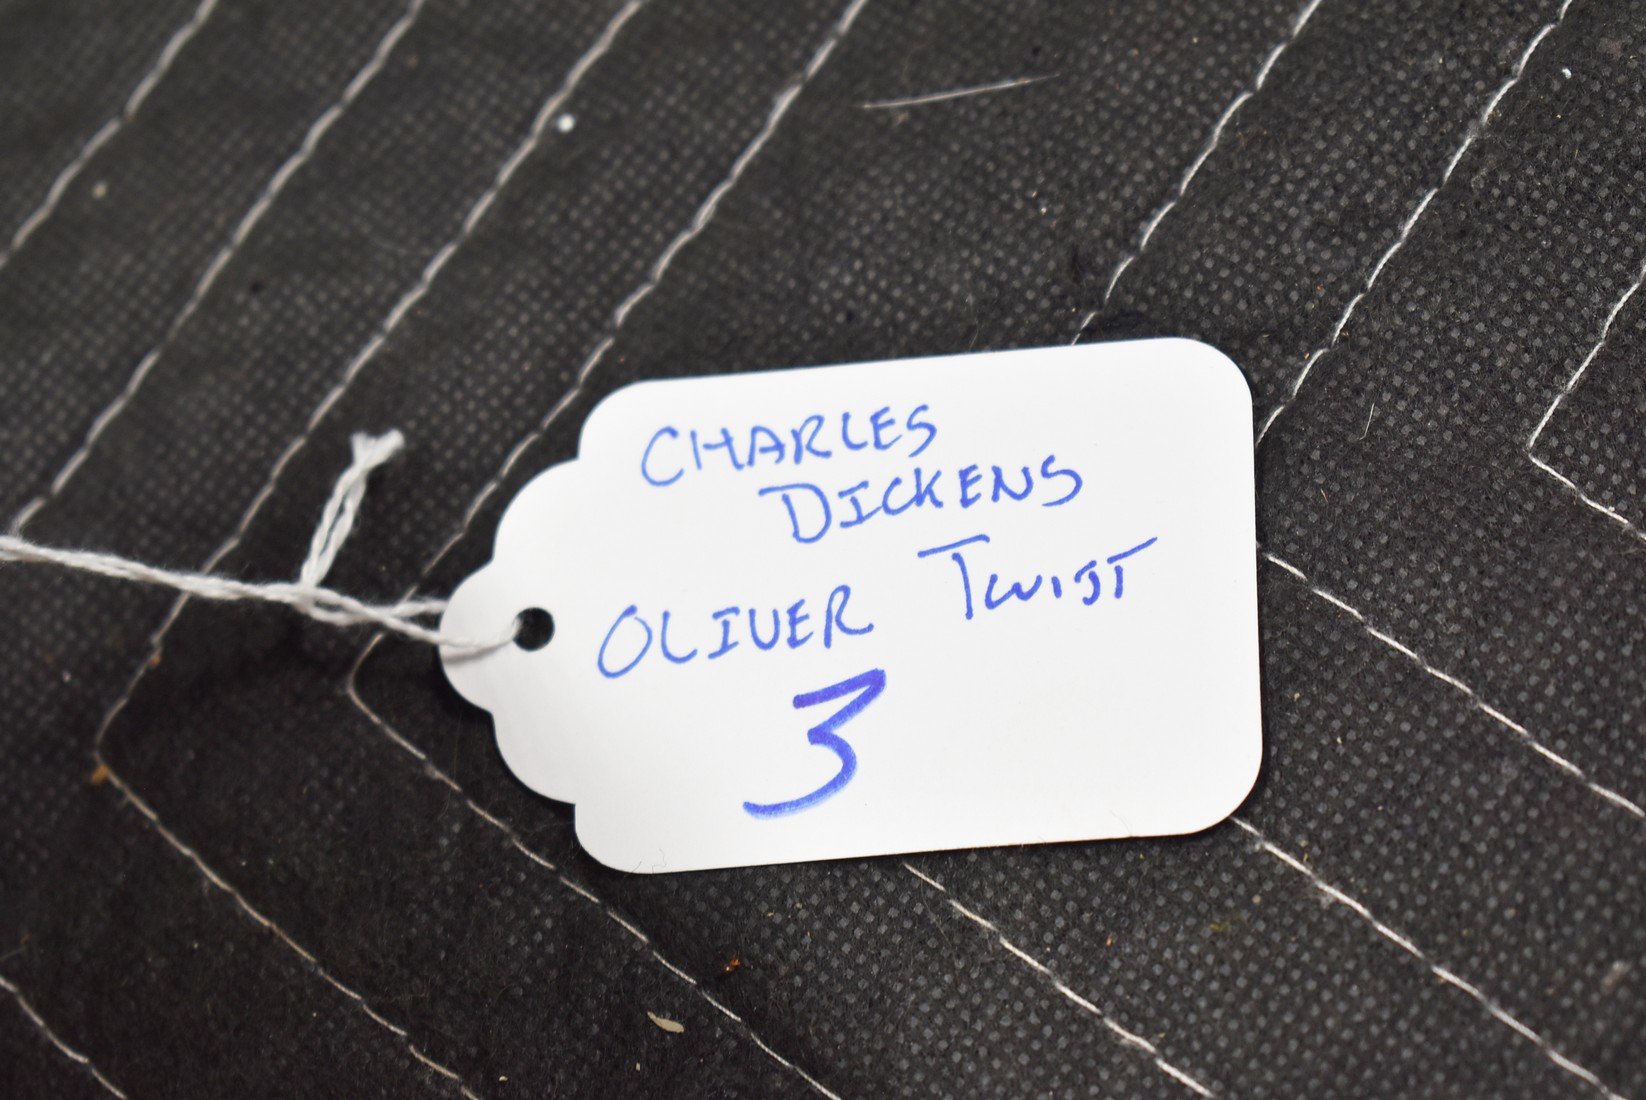 CHARLES
DICKENS
OLIVER TWIST
3